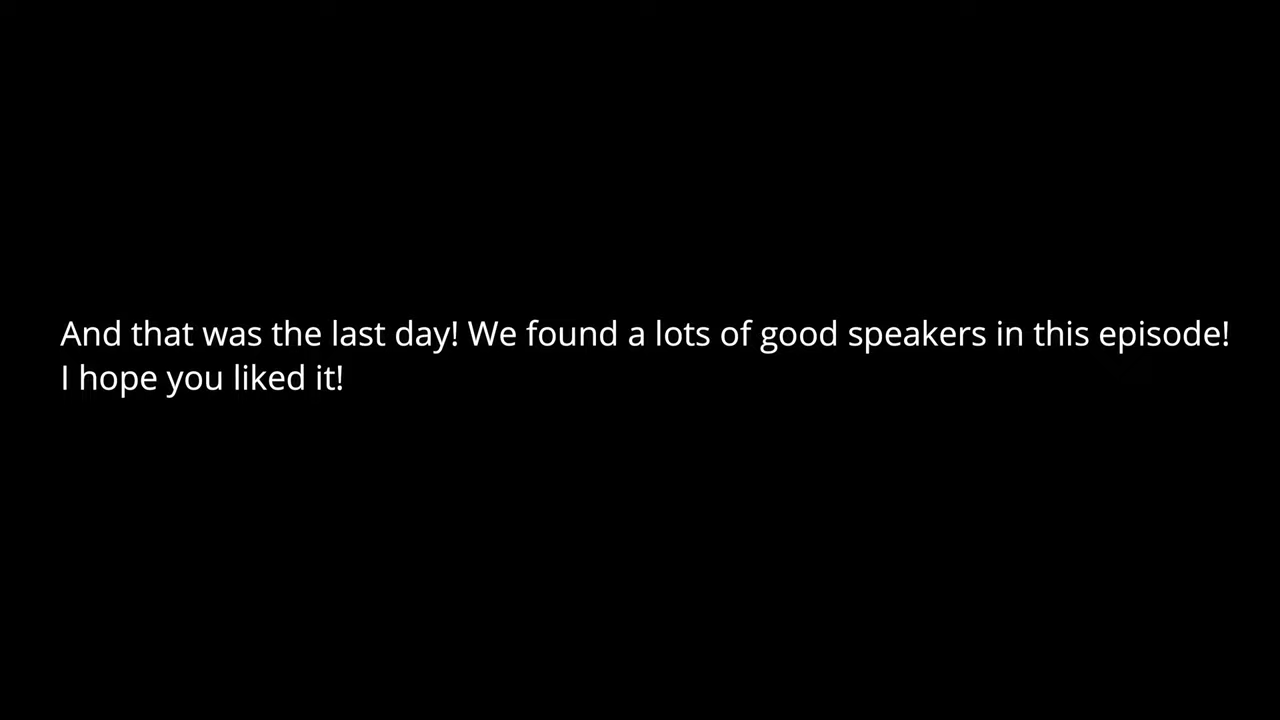 And that was the last day! We found a lots of good speakers in this episode!
I hope you liked it!